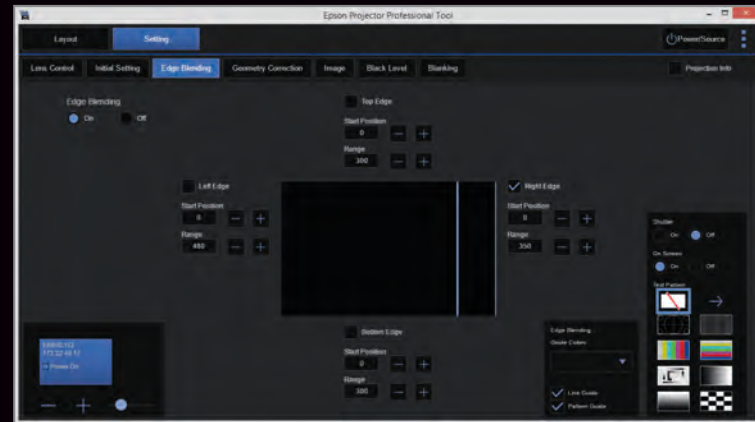 Epson Projector Professional Tool
Layout
Setting
Power/Source
Lens Control
Initial Setting
Edge Blending
Geometry Correction
Image
Black Level
Blanking
Projection Info
Edge Blending
On
Off
Top Edge
Start Position
0
Range
300
Left Edge
Start Position
0
Range
480
Right Edge
Start Position
0
Range
350
Bottom Edge
Start Position
0
Range
300
Power On
Edge Blending
Guide Colors
Line Guide
Pattern Guide
Shutter
On
Off
On Screen
On
Off
Test Pattern